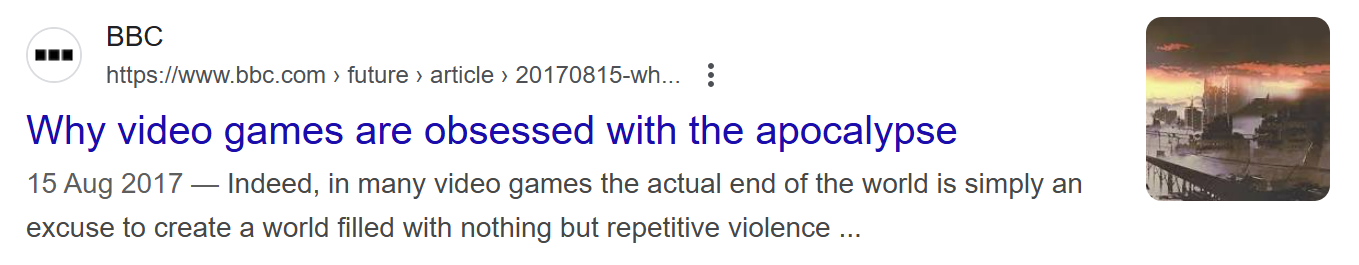 BBC
https://www.bbc.com › future › article › 20170815-wh...
Why video games are obsessed with the apocalypse
15 Aug 2017 — Indeed, in many video games the actual end of the world is simply an
excuse to create a world filled with nothing but repetitive violence ...